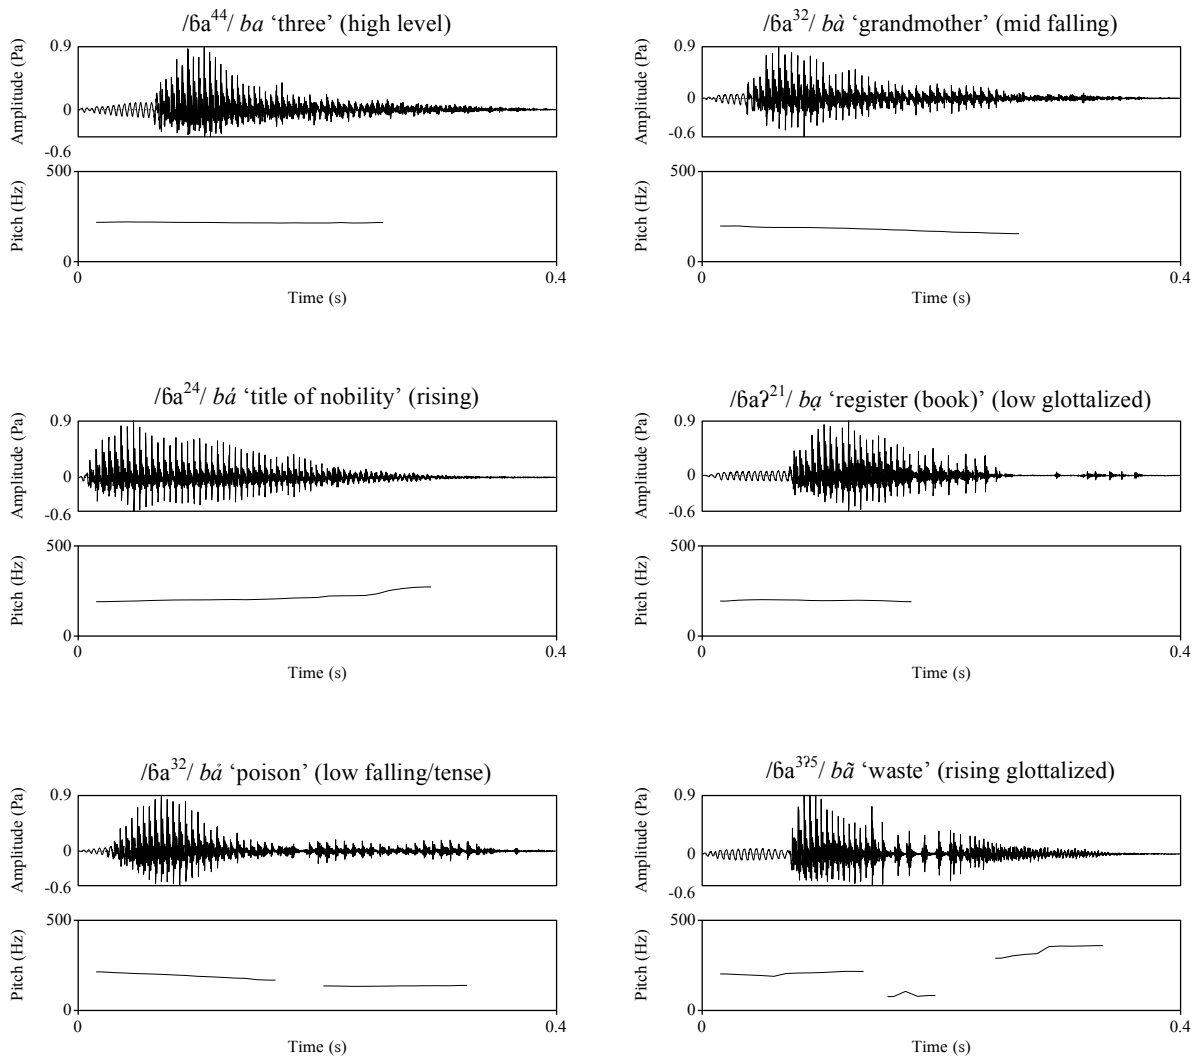 /ɓa⁴⁴/ ba ‘three’ (high level)
0.9
0
-0.6
Amplitude (Pa)
500
0
Pitch (Hz)
0
0.4
Time (s)
/ɓa³²/ bà ‘grandmother’ (mid falling)
0.9
0
-0.6
Amplitude (Pa)
500
0
Pitch (Hz)
0
0.4
Time (s)
/ɓa²⁴/ bá ‘title of nobility’ (rising)
0.9
0
-0.6
Amplitude (Pa)
500
0
Pitch (Hz)
0
0.4
Time (s)
/ɓaʔ²¹/ bạ ‘register (book)’ (low glottalized)
0.9
0
-0.6
Amplitude (Pa)
500
0
Pitch (Hz)
0
0.4
Time (s)
/ɓa³²/ bả ‘poison’ (low falling/tense)
0.9
0
-0.6
Amplitude (Pa)
500
0
Pitch (Hz)
0
0.4
Time (s)
/ɓa³ˀ⁵/ bã ‘waste’ (rising glottalized)
0.9
0
-0.6
Amplitude (Pa)
500
0
Pitch (Hz)
0
0.4
Time (s)